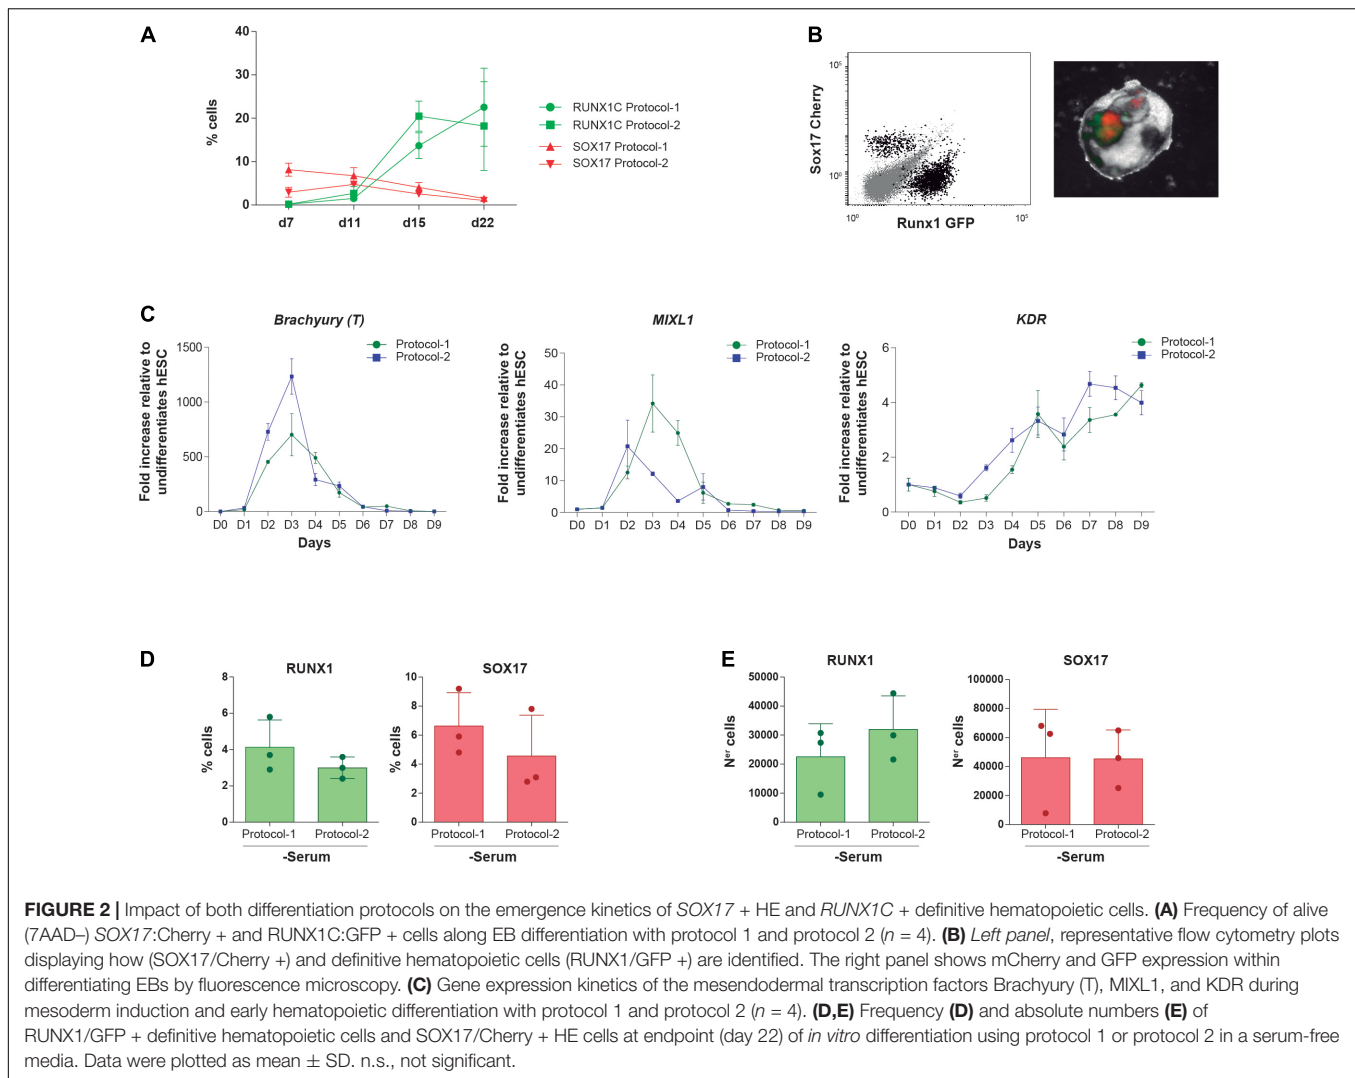 A
40
30
20
10
0
% cells
d7 d11 d15 d22
RUNX1C Protocol-1
RUNX1C Protocol-2
SOX17 Protocol-1
SOX17 Protocol-2
B
Sox17 Cherry
10⁵
10⁰
10⁰ 10⁵
Runx1 GFP
C
Brachyury (T)
Protocol-1
Protocol-2
Fold increase relative to
undifferentiates hESC
1500
1000
500
0
D0 D1 D2 D3 D4 D5 D6 D7 D8 D9
Days
MIXL1
Protocol-1
Protocol-2
Fold increase relative to
undifferentiates hESC
50
40
30
20
10
0
D0 D1 D2 D3 D4 D5 D6 D7 D8 D9
KDR
Protocol-1
Protocol-2
Fold increase relative to
undifferentiates hESC
6
4
2
0
D0 D1 D2 D3 D4 D5 D6 D7 D8 D9
Days
D
RUNX1
% cells
8
6
4
2
0
Protocol-1 Protocol-2
-Serum
SOX17
% cells
10
8
6
4
2
0
Protocol-1 Protocol-2
-Serum
E
RUNX1
Nᵉʳ cells
50000
40000
30000
20000
10000
0
Protocol-1 Protocol-2
-Serum
SOX17
Nᵉʳ cells
100000
80000
60000
40000
20000
0
Protocol-1 Protocol-2
-Serum
FIGURE 2 | Impact of both differentiation protocols on the emergence kinetics of SOX17 + HE and RUNX1C + definitive hematopoietic cells. (A) Frequency of alive
(7AAD–) SOX17:Cherry + and RUNX1C:GFP + cells along EB differentiation with protocol 1 and protocol 2 (n = 4). (B) Left panel, representative flow cytometry plots
displaying how (SOX17/Cherry +) and definitive hematopoietic cells (RUNX1/GFP +) are identified. The right panel shows mCherry and GFP expression within
differentiating EBs by fluorescence microscopy. (C) Gene expression kinetics of the mesendodermal transcription factors Brachyury (T), MIXL1, and KDR during
mesoderm induction and early hematopoietic differentiation with protocol 1 and protocol 2 (n = 4). (D,E) Frequency (D) and absolute numbers (E) of
RUNX1/GFP + definitive hematopoietic cells and SOX17/Cherry + HE cells at endpoint (day 22) of in vitro differentiation using protocol 1 or protocol 2 in a serum-free
media. Data were plotted as mean ± SD. n.s., not significant.